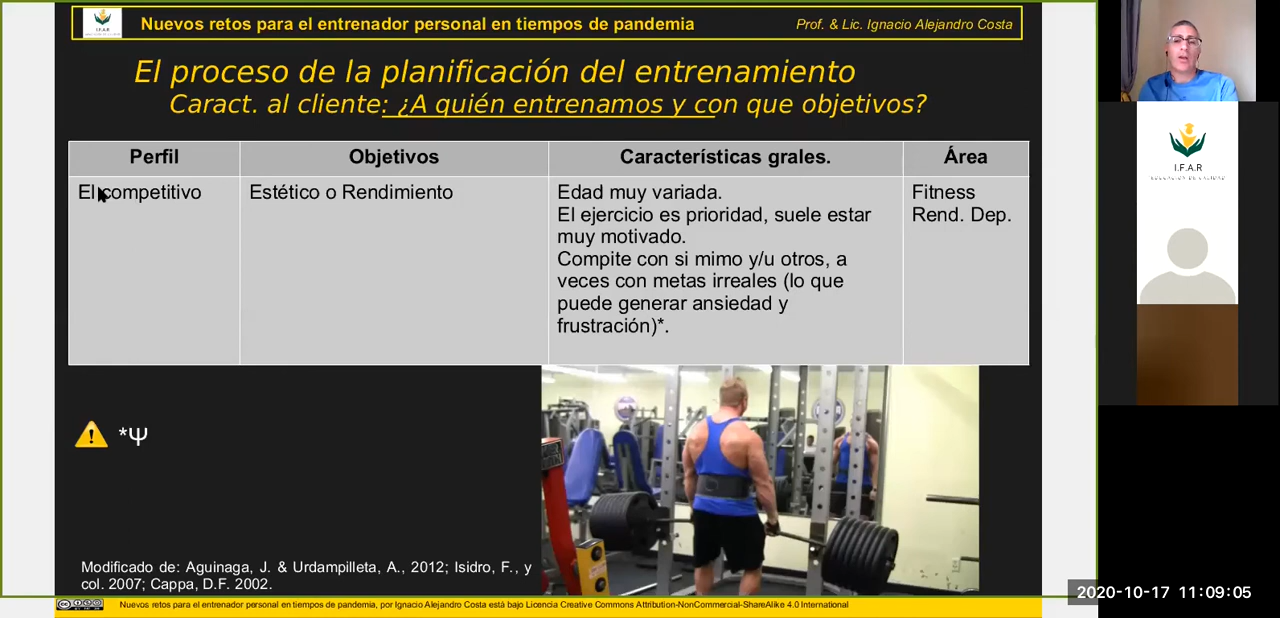 I.F.A.R
Nuevos retos para el entrenador personal en tiempos de pandemia
Prof. & Lic. Ignacio Alejandro Costa
El proceso de la planificación del entrenamiento
Caract. al cliente: ¿A quién entrenamos y con que objetivos?
Perfil Objetivos Características grales. Área
El competitivo
Estético o Rendimiento
Edad muy variada.
El ejercicio es prioridad, suele estar
muy motivado.
Compite con si mimo y/u otros, a
veces con metas irreales (lo que
puede generar ansiedad y
frustración)*.
Fitness
Rend. Dep.
*Ψ
Modificado de: Aguinaga, J. & Urdampilleta, A., 2012; Isidro, F., y
col. 2007; Cappa, D.F. 2002.
Nuevos retos para el entrenador personal en tiempos de pandemia, por Ignacio Alejandro Costa está bajo Licencia Creative Commons Attribution-NonCommercial-ShareAlike 4.0 International
I.F.A.R
2020-10-17 11:09:05